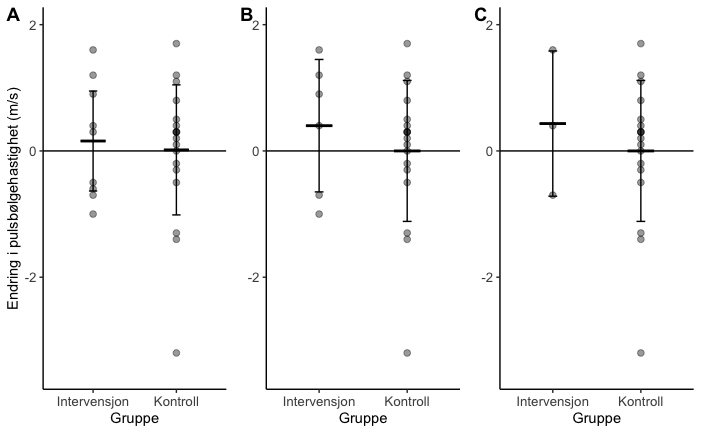 A
B
C
Endring i pulsbølgehastighet (m/s)
2
0
-2
2
0
-2
2
0
-2
Intervensjon Kontroll
Intervensjon Kontroll
Intervensjon Kontroll
Gruppe
Gruppe
Gruppe